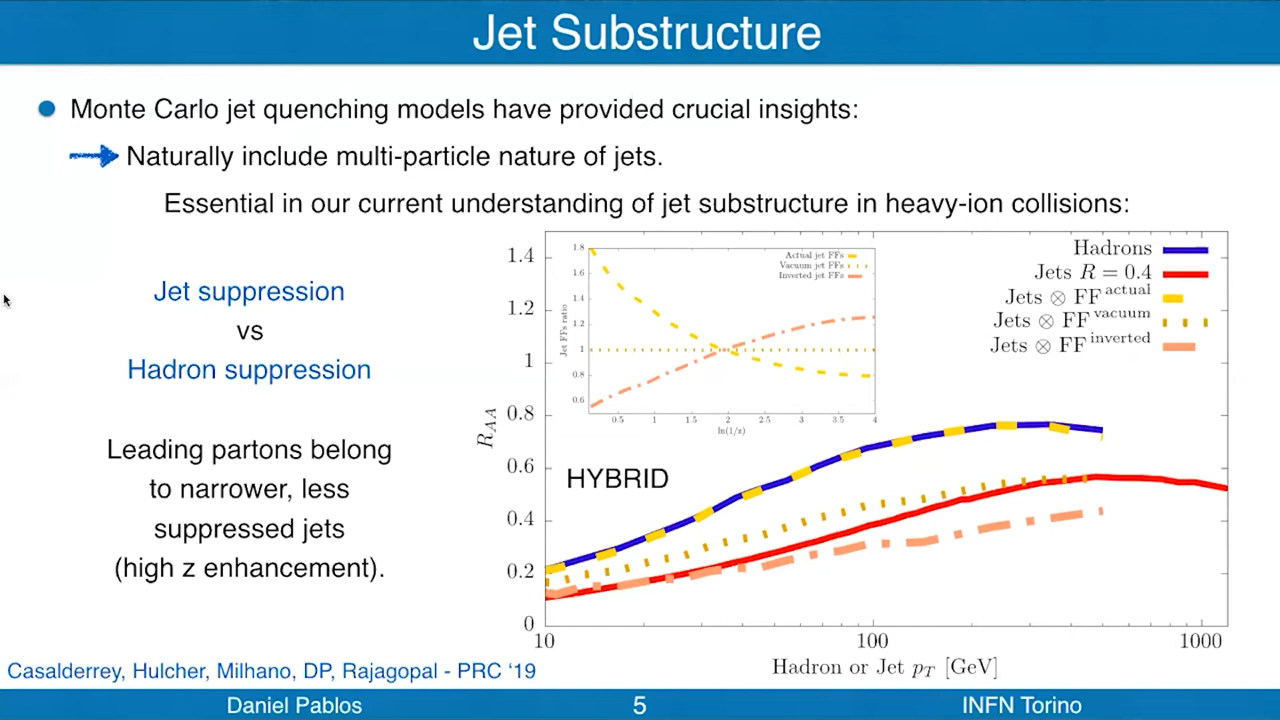 Jet Substructure
Monte Carlo jet quenching models have provided crucial insights:
Naturally include multi-particle nature of jets.
Essential in our current understanding of jet substructure in heavy-ion collisions:
Jet suppression
vs
Hadron suppression
Leading partons belong
to narrower, less
suppressed jets
(high z enhancement).
Casalderrey, Hulcher, Milhano, DP, Rajagopal - PRC ‘19
1.4
1.2
1
0.8
0.6
0.4
0.2
0
R_AA
HYBRID
10
100
1000
Hadron or Jet p_T [GeV]
Hadrons
Jets R = 0.4
Jets ⊗ FF^actual
Jets ⊗ FF^vacuum
Jets ⊗ FF^inverted
1.8
1.6
1.4
1.2
1
0.8
0.6
Jet FFs ratio
Actual jet FFs
Vacuum jet FFs
Inverted jet FFs
0.5 1 1.5 2 2.5 3 3.5 4
ln(1/z)
Daniel Pablos
5
INFN Torino